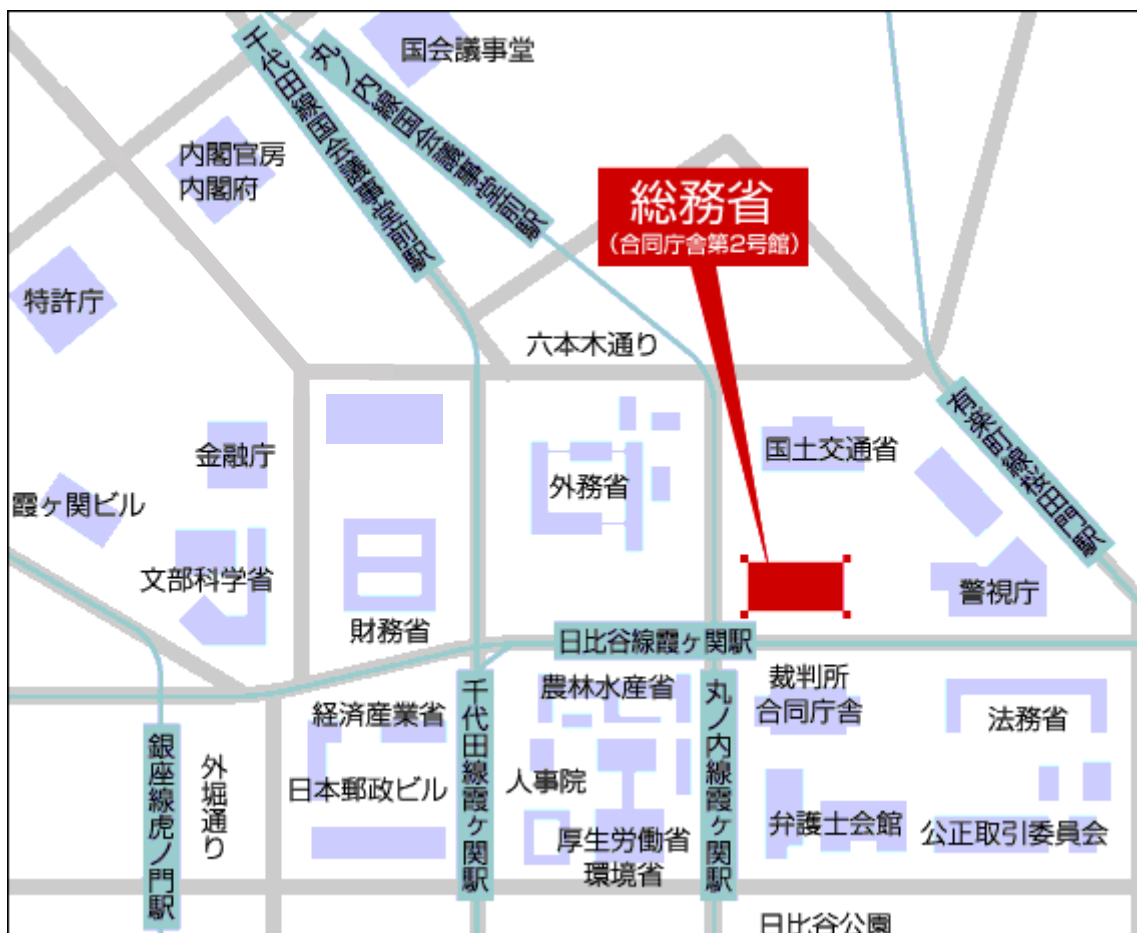 国会議事堂
千代田線国会議事堂前駅
丸ノ内線国会議事堂前駅
内閣官房
内閣府
総務省
(合同庁舎第2号館)
特許庁
六本木通り
有楽町線桜田門駅
金融庁
国土交通省
外務省
霞ヶ関ビル
文部科学省
警視庁
財務省
日比谷線霞ヶ関駅
農林水産省
裁判所
合同庁舎
経済産業省
千代田線霞ヶ関駅
丸ノ内線霞ヶ関駅
法務省
銀座線虎ノ門駅
外堀通り
日本郵政ビル
人事院
弁護士会館
公正取引委員会
厚生労働省
環境省
日比谷公園